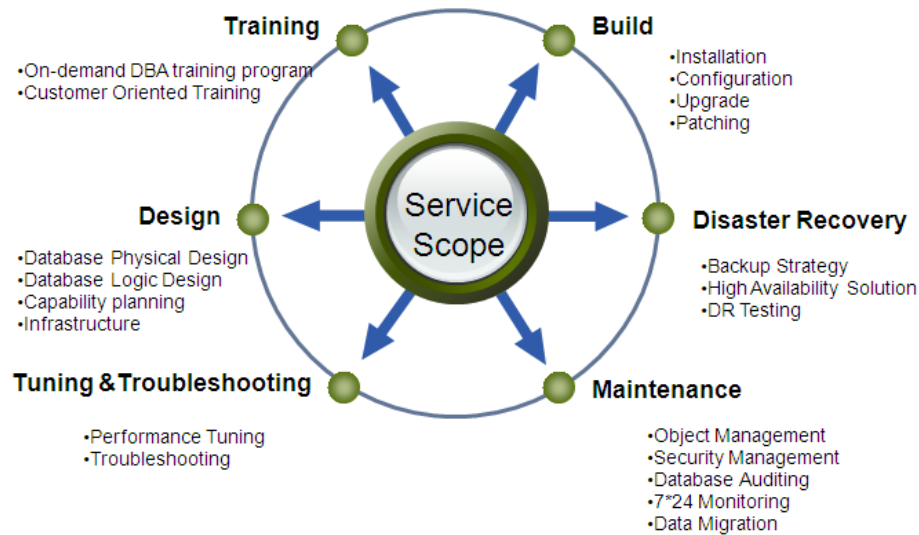 Training
•On-demand DBA training program
•Customer Oriented Training
Build
•Installation
•Configuration
•Upgrade
•Patching
Service
Scope
Design
•Database Physical Design
•Database Logic Design
•Capability planning
•Infrastructure
Disaster Recovery
•Backup Strategy
•High Availability Solution
•DR Testing
Tuning &Troubleshooting
•Performance Tuning
•Troubleshooting
Maintenance
•Object Management
•Security Management
•Database Auditing
•7*24 Monitoring
•Data Migration